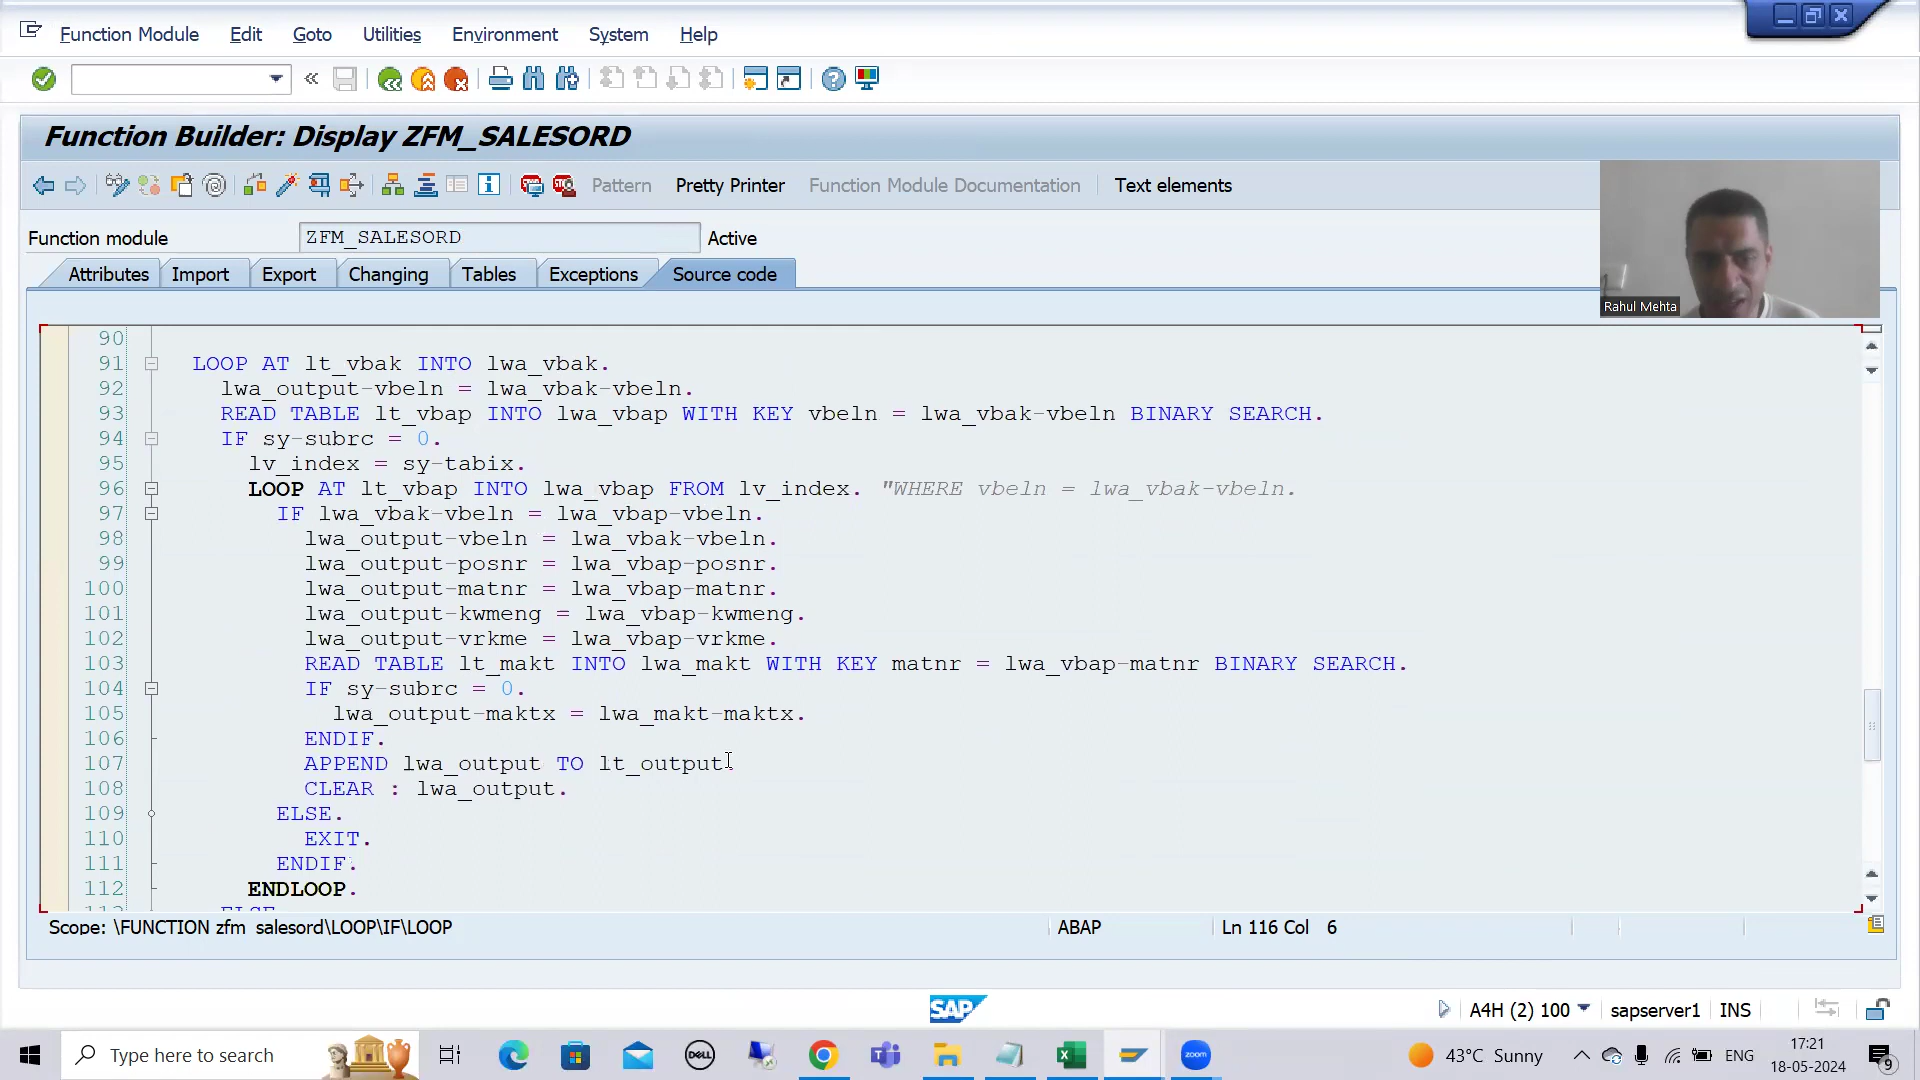 Function Module Edit Goto Utilities Environment System Help
Function Builder: Display ZFM_SALESORD
Pattern Pretty Printer Function Module Documentation Text elements
Function module ZFM_SALESORD Active
Attributes Import Export Changing Tables Exceptions Source code
Rahul Mehta
90
91 LOOP AT lt_vbak INTO lwa_vbak.
92 lwa_output-vbeln = lwa_vbak-vbeln.
93 READ TABLE lt_vbap INTO lwa_vbap WITH KEY vbeln = lwa_vbak-vbeln BINARY SEARCH.
94 IF sy-subrc = 0.
95 lv_index = sy-tabix.
96 LOOP AT lt_vbap INTO lwa_vbap FROM lv_index. "WHERE vbeln = lwa_vbak-vbeln.
97 IF lwa_vbak-vbeln = lwa_vbap-vbeln.
98 lwa_output-vbeln = lwa_vbak-vbeln.
99 lwa_output-posnr = lwa_vbap-posnr.
100 lwa_output-matnr = lwa_vbap-matnr.
101 lwa_output-kwmeng = lwa_vbap-kwmeng.
102 lwa_output-vrkme = lwa_vbap-vrkme.
103 READ TABLE lt_makt INTO lwa_makt WITH KEY matnr = lwa_vbap-matnr BINARY SEARCH.
104 IF sy-subrc = 0.
105 lwa_output-maktx = lwa_makt-maktx.
106 ENDIF.
107 APPEND lwa_output TO lt_output.
108 CLEAR : lwa_output.
109 ELSE.
110 EXIT.
111 ENDIF.
112 ENDLOOP.
Scope: \FUNCTION zfm_salesord\LOOP\IF\LOOP ABAP Ln 116 Col 6
SAP
A4H (2) 100 sapserver1 INS
Type here to search DELL zoom 43°C Sunny ENG 17:21
18-05-2024 9